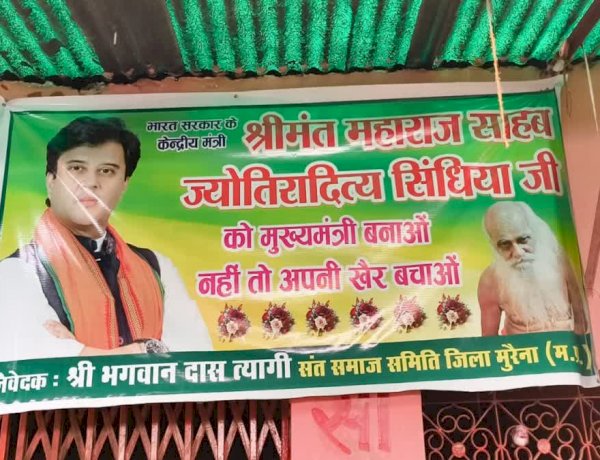 भारत सरकार के
केन्द्रीय मंत्री
श्रीमंत महाराज साहब
ज्योतिरादित्य सिंधिया जी
को मुख्यमंत्री बनाओं
नहीं तो अपनी खैर बचाओं
निवेदक : श्री भगवान दास त्यागी संत समाज समिति जिला मुरैना (म.प्र.)